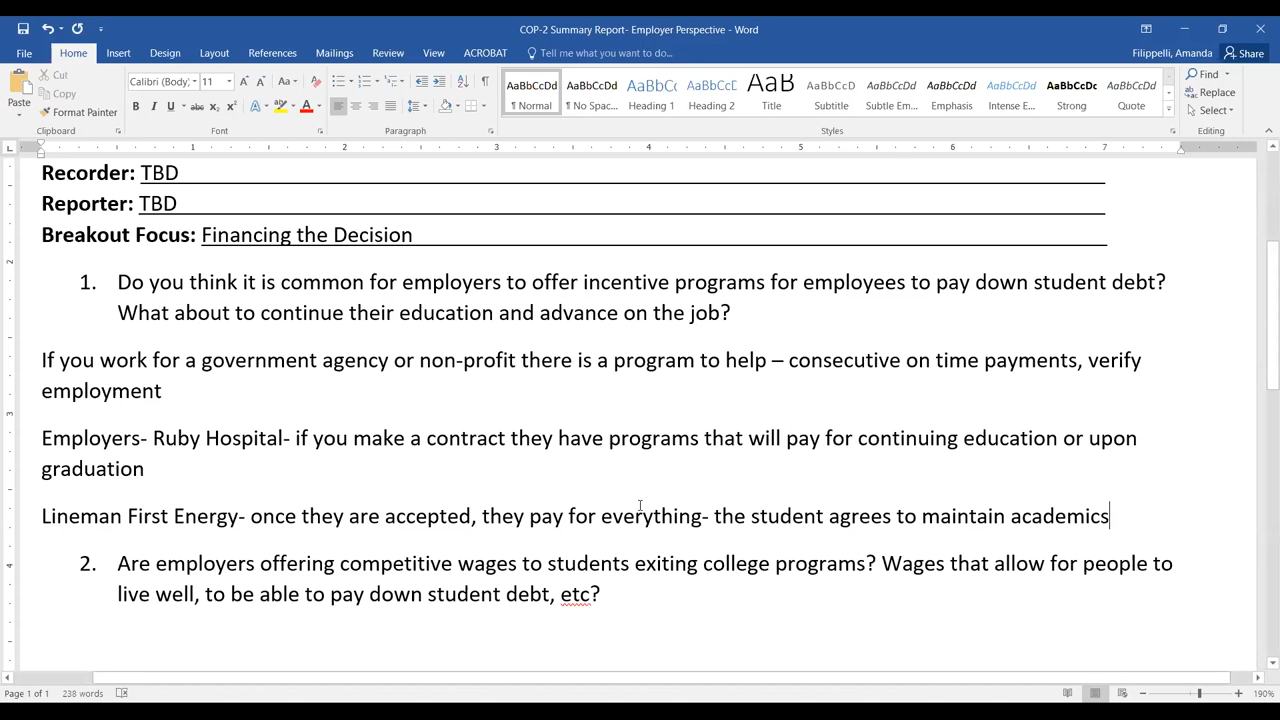 COP-2 Summary Report- Employer Perspective - Word
File Home Insert Design Layout References Mailings Review View ACROBAT Tell me what you want to do... Filippelli, Amanda Share
Paste Cut Copy Format Painter
Calibri (Body) 11
AaBbCcDd AaBbCcDd AaBbCc AaBbCcD AaB AaBbCcD AaBbCcDd AaBbCcDd AaBbCcDd AaBbCcDc AaBbCcDd
¶ Normal ¶ No Spac... Heading 1 Heading 2 Title Subtitle Subtle Em... Emphasis Intense E... Strong Quote
Find Replace Select
Clipboard Font Paragraph Styles Editing
1 2 3 4 5 6 7
Recorder: TBD
Reporter: TBD
Breakout Focus: Financing the Decision
1. Do you think it is common for employers to offer incentive programs for employees to pay down student debt?
What about to continue their education and advance on the job?
If you work for a government agency or non-profit there is a program to help – consecutive on time payments, verify
employment
Employers- Ruby Hospital- if you make a contract they have programs that will pay for continuing education or upon
graduation
Lineman First Energy- once they are accepted, they pay for everything- the student agrees to maintain academics
2. Are employers offering competitive wages to students exiting college programs? Wages that allow for people to
live well, to be able to pay down student debt, etc?
Page 1 of 1 238 words 190%